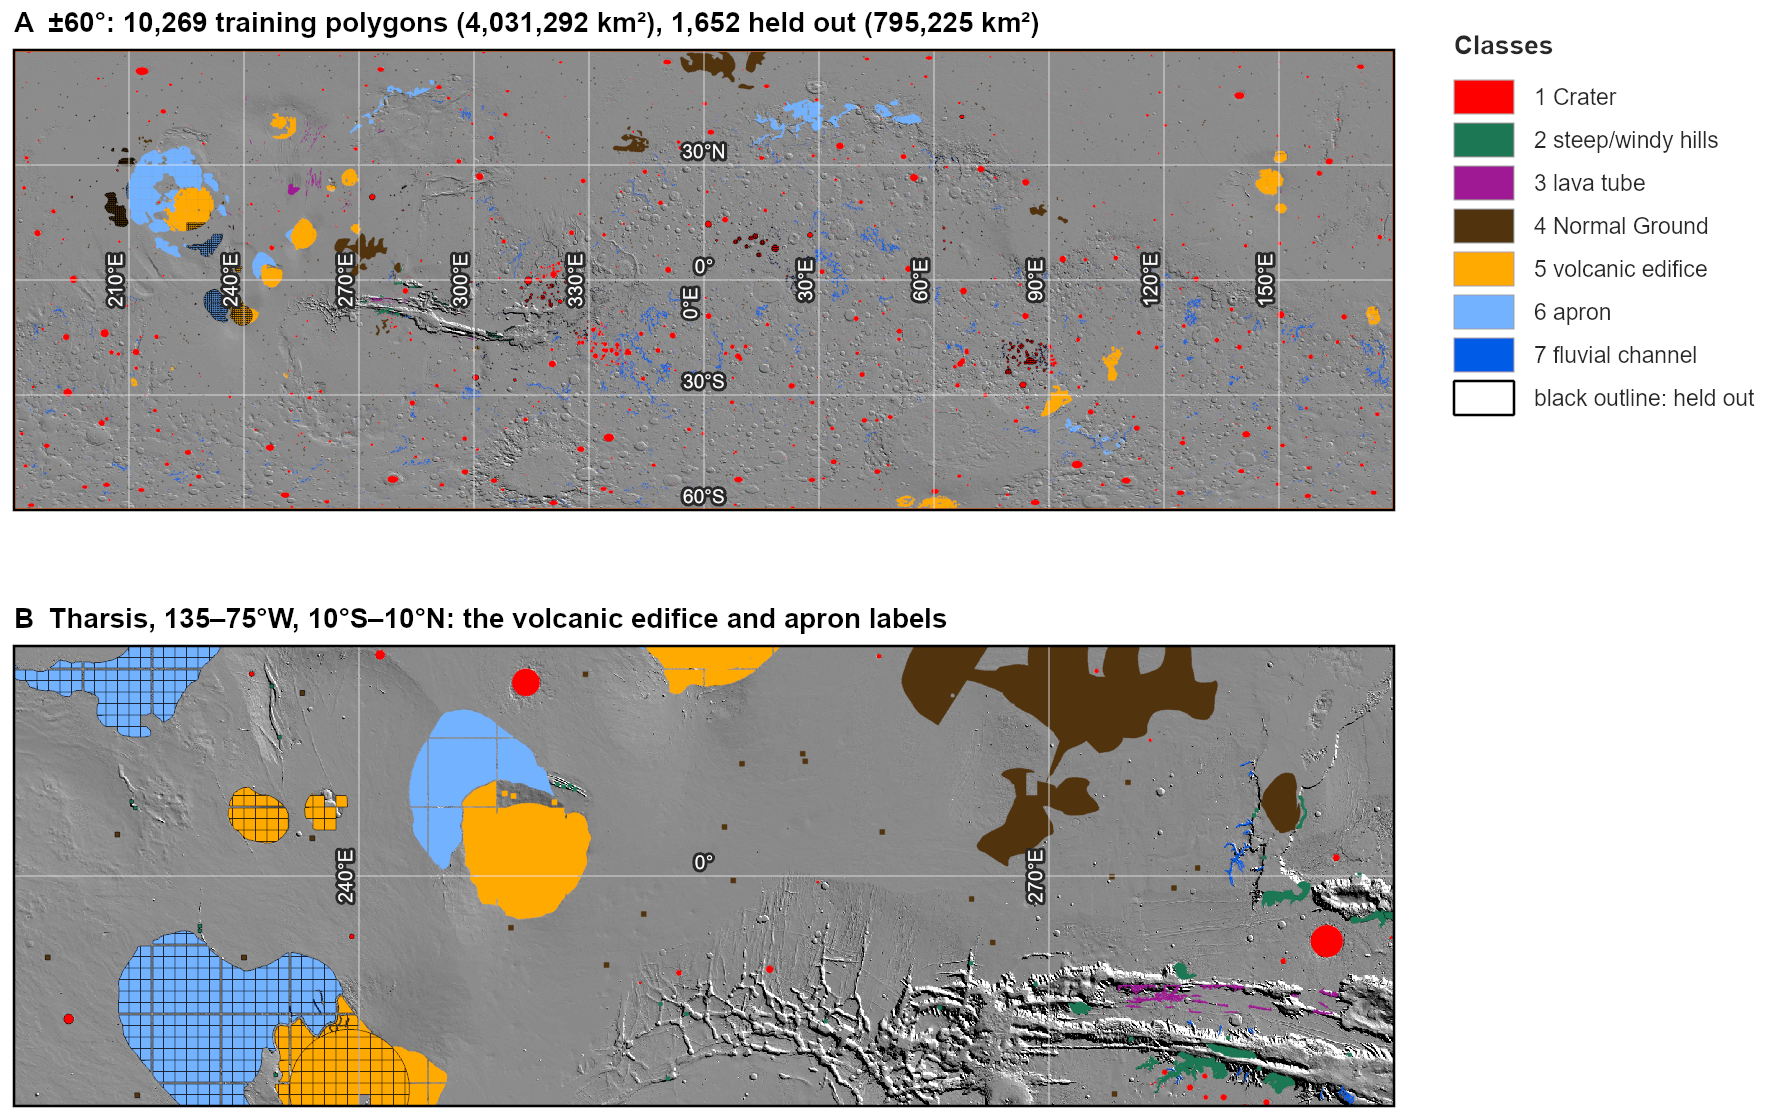 A ±60°: 10,269 training polygons (4,031,292 km²), 1,652 held out (795,225 km²)
30°N
0°
30°S
60°S
210°E
240°E
270°E
300°E
330°E
0°E
30°E
60°E
90°E
120°E
150°E
Classes
1 Crater
2 steep/windy hills
3 lava tube
4 Normal Ground
5 volcanic edifice
6 apron
7 fluvial channel
black outline: held out
B Tharsis, 135–75°W, 10°S–10°N: the volcanic edifice and apron labels
240°E
0°
270°E